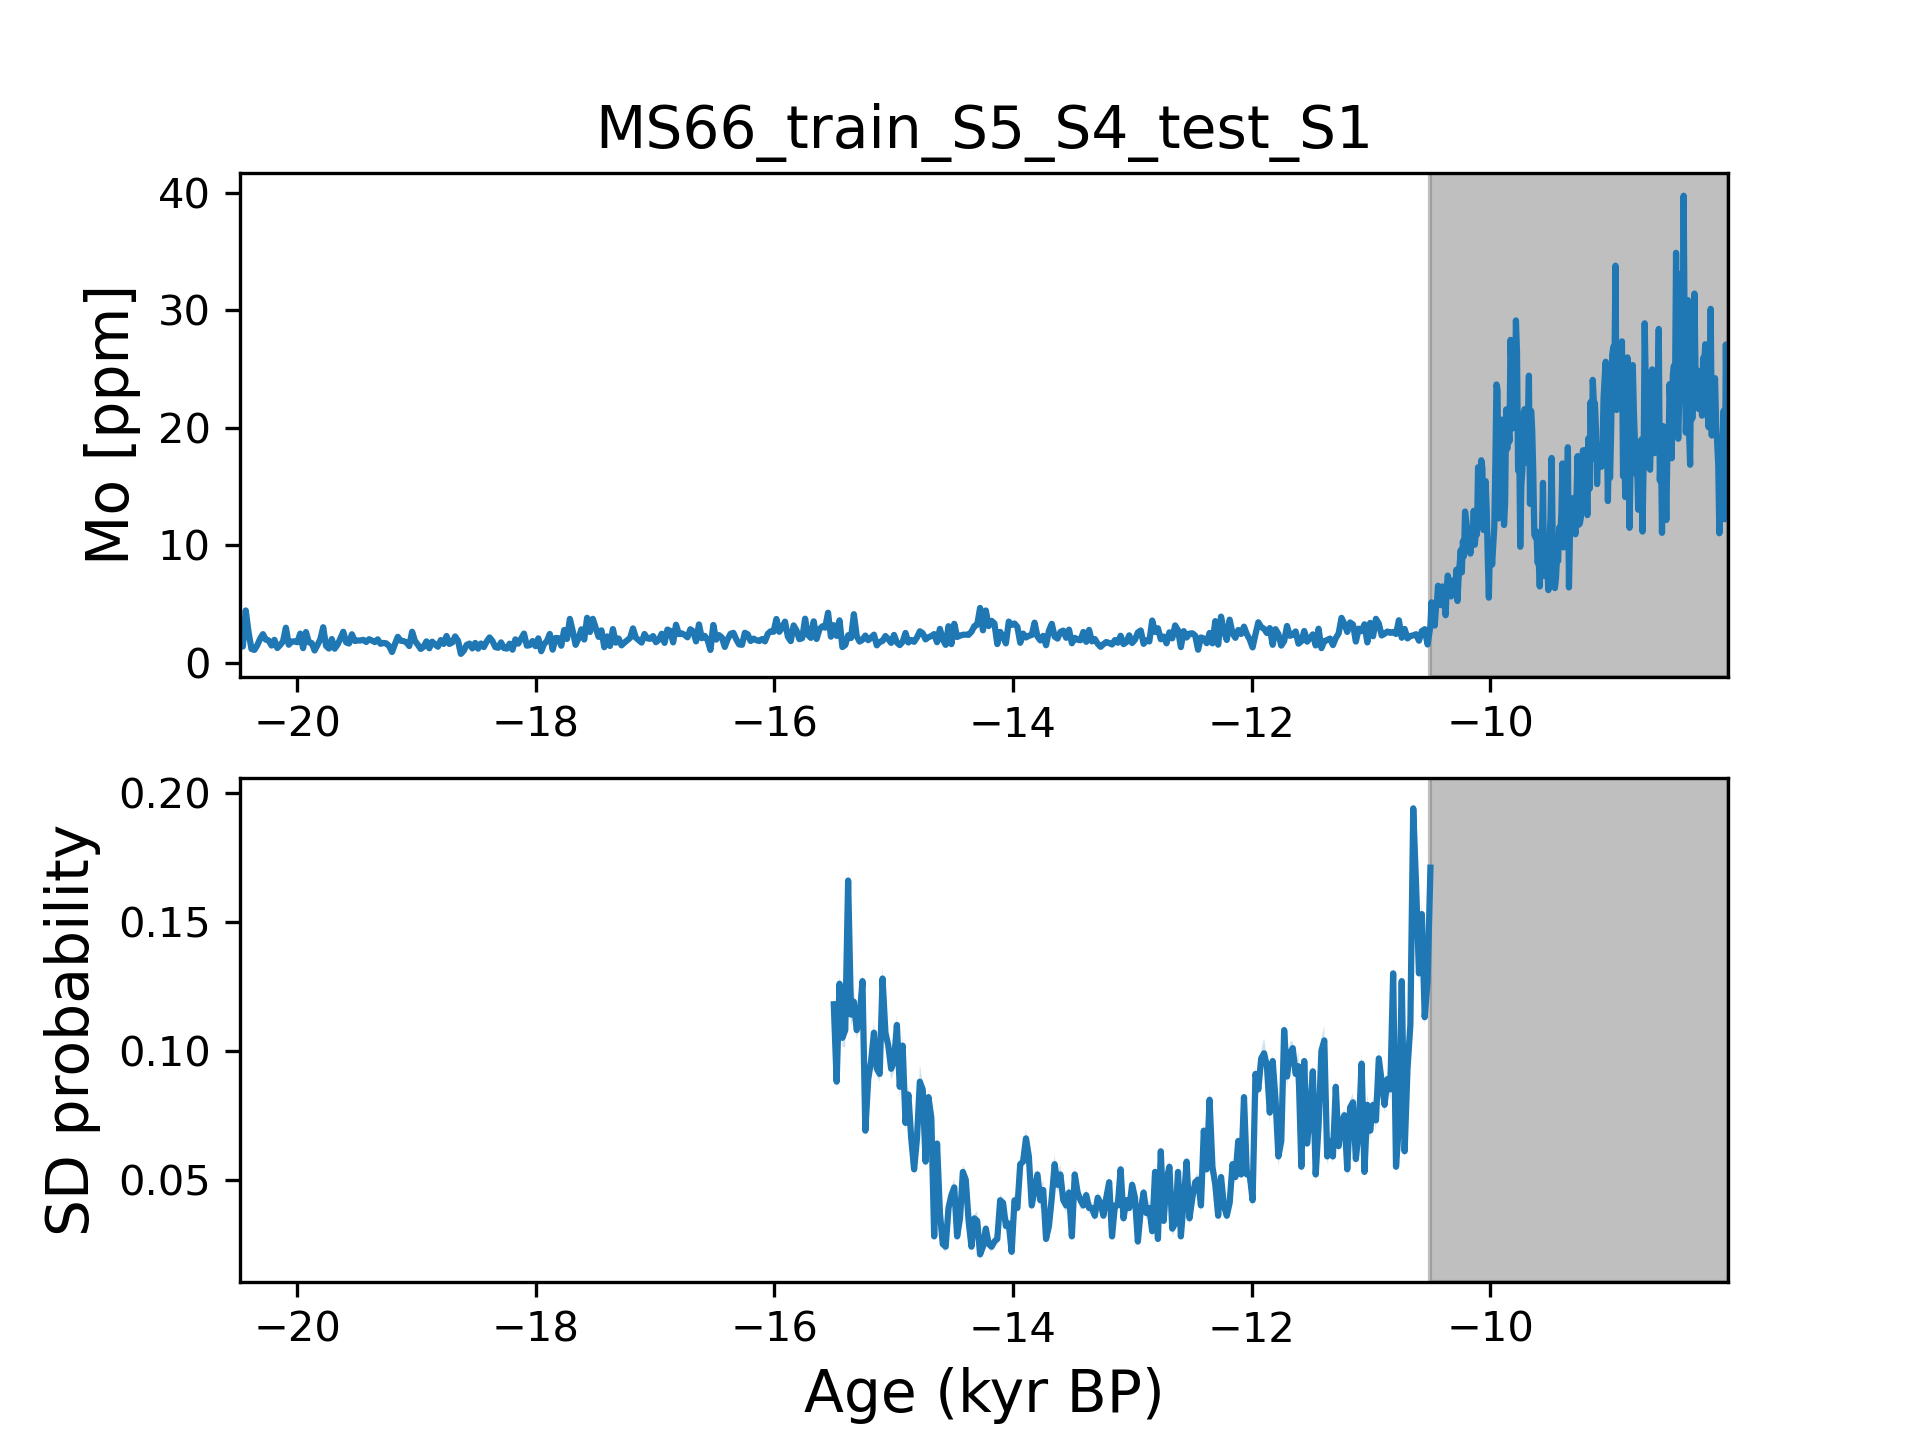 MS66_train_S5_S4_test_S1
Mo [ppm]
40
30
20
10
0
−20 −18 −16 −14 −12 −10
SD probability
0.20
0.15
0.10
0.05
−20 −18 −16 −14 −12 −10
Age (kyr BP)